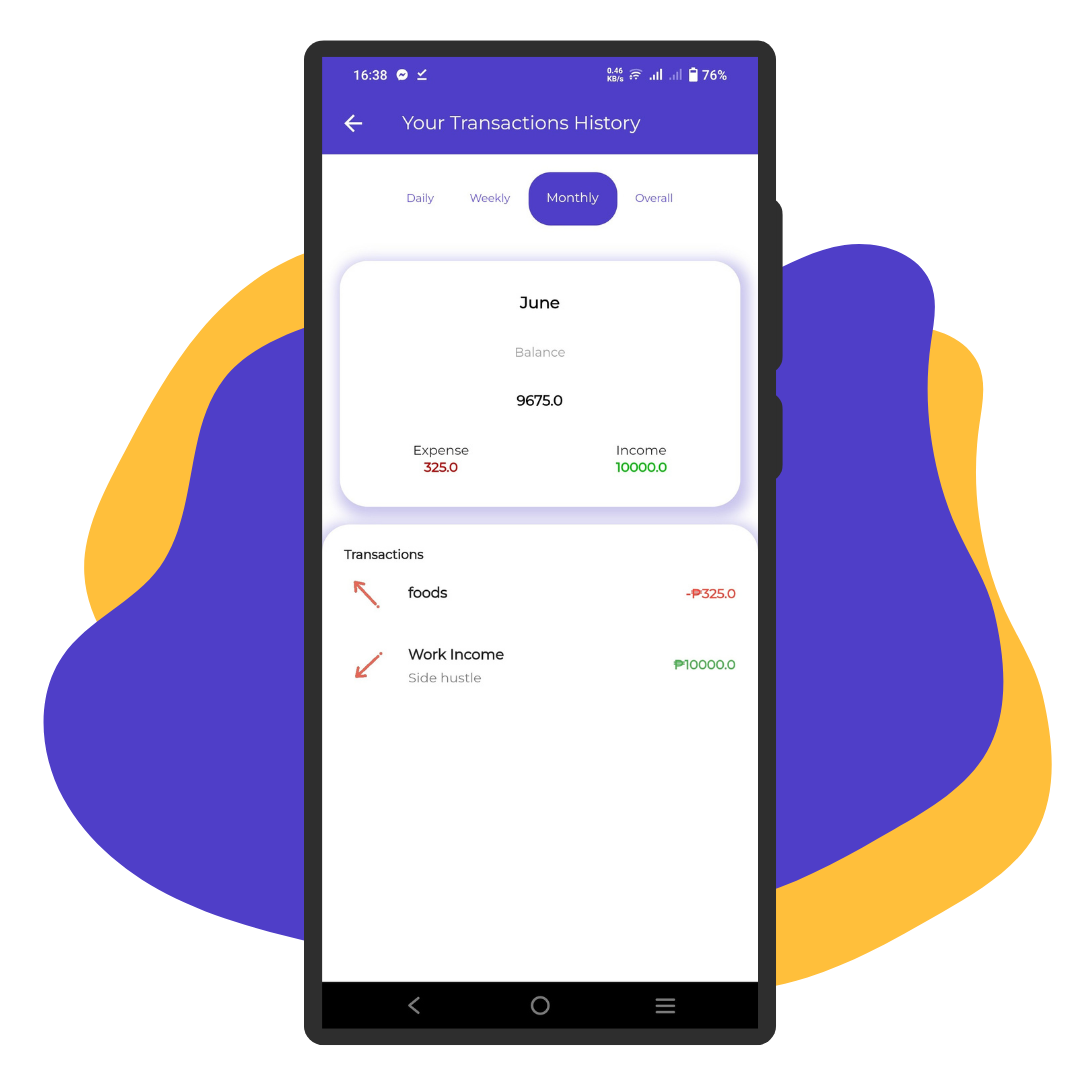 16:38 0.46 KB/s 76%
Your Transactions History
Daily Weekly Monthly Overall
June
Balance
9675.0
Expense Income
325.0 10000.0
Transactions
foods -₱325.0
Work Income ₱10000.0
Side hustle